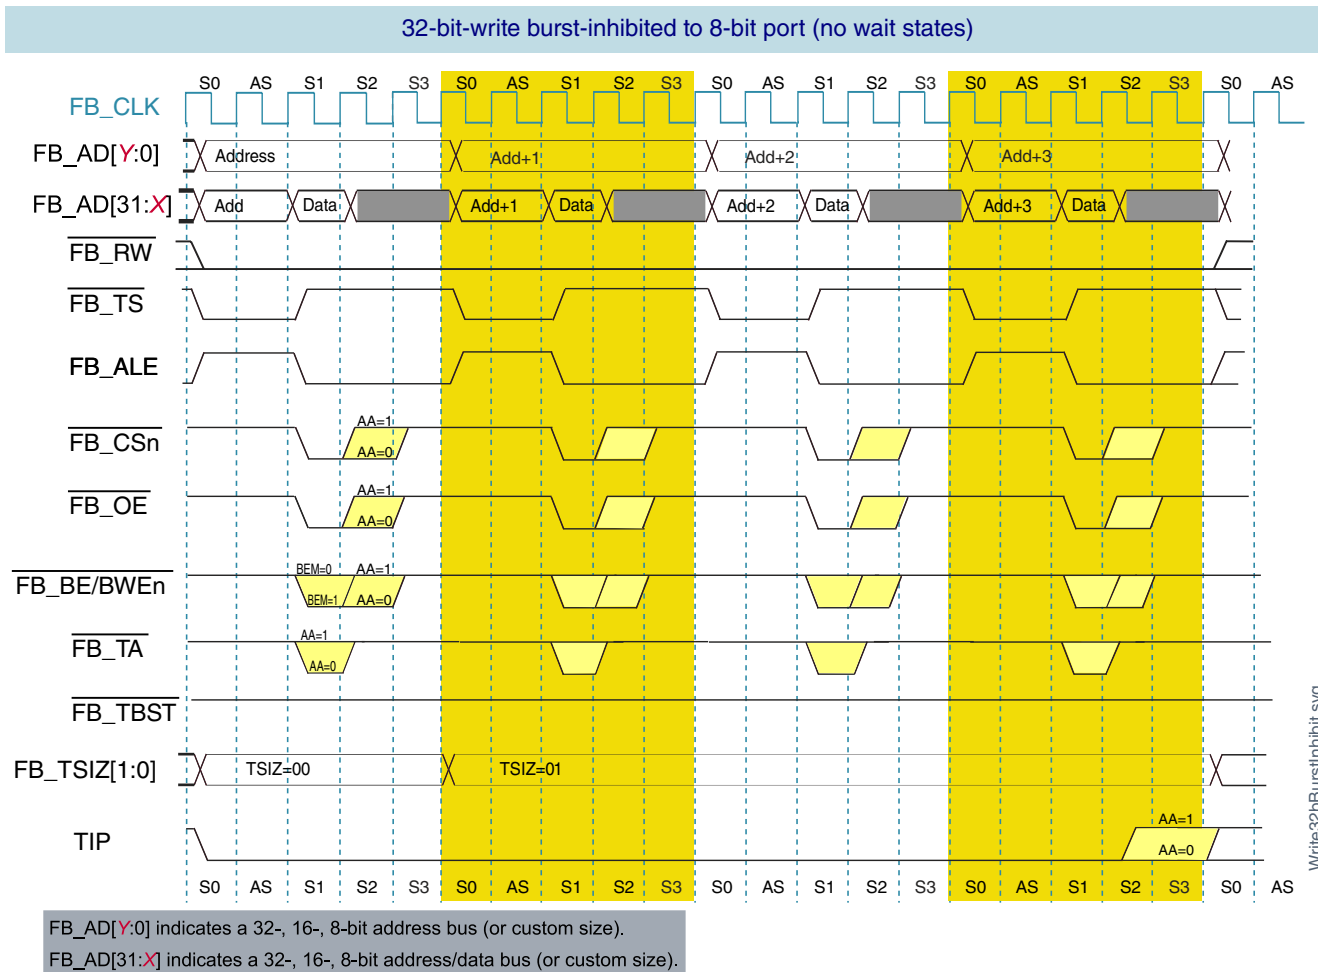 32-bit-write burst-inhibited to 8-bit port (no wait states)
S0 AS S1 S2 S3 S0 AS S1 S2 S3 S0 AS S1 S2 S3 S0 AS S1 S2 S3 S0 AS
FB_CLK
FB_AD[Y:0] Address Add+1 Add+2 Add+3
FB_AD[31:X] Add Data Add+1 Data Add+2 Data Add+3 Data
FB_RW
FB_TS
FB_ALE
AA=1
FB_CSn
AA=0
AA=1
FB_OE
AA=0
BEM=0 AA=1
FB_BE/BWEn
BEM=1 AA=0
AA=1
FB_TA
AA=0
FB_TBST
FB_TSIZ[1:0] TSIZ=00 TSIZ=01
AA=1
TIP
AA=0
S0 AS S1 S2 S3 S0 AS S1 S2 S3 S0 AS S1 S2 S3 S0 AS S1 S2 S3 S0 AS
Write32bBurstInhibit.svg
FB_AD[Y:0] indicates a 32-, 16-, 8-bit address bus (or custom size).
FB_AD[31:X] indicates a 32-, 16-, 8-bit address/data bus (or custom size).